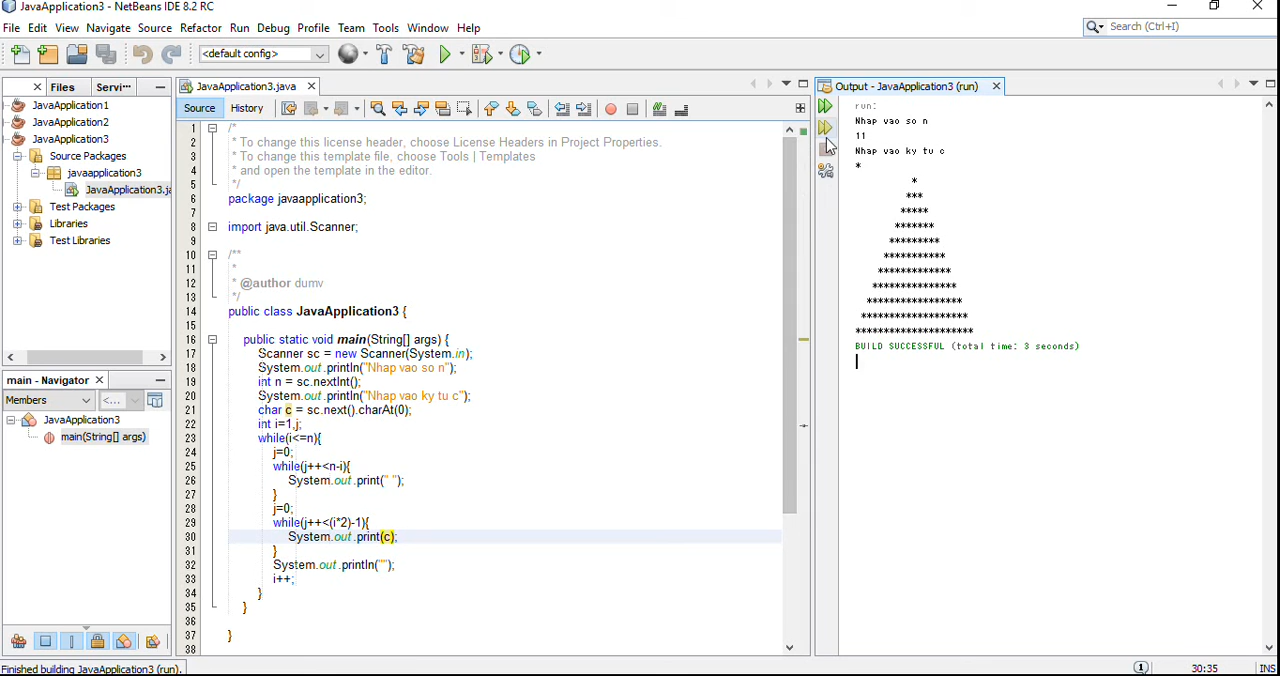 JavaApplication3 - NetBeans IDE 8.2 RC
File Edit View Navigate Source Refactor Run Debug Profile Team Tools Window Help
Search (Ctrl+I)
<default config>
Files
Servi···
JavaApplication1
JavaApplication2
JavaApplication3
Source Packages
javaapplication3
JavaApplication3.ja
Test Packages
Libraries
Test Libraries
main - Navigator
Members
<...
JavaApplication3
main(String[] args)
JavaApplication3.java
Source History
1 /*
2 * To change this license header, choose License Headers in Project Properties.
3 * To change this template file, choose Tools | Templates
4 * and open the template in the editor.
5 */
6 package javaapplication3;
7
8 import java.util.Scanner;
9
10 /**
11 *
12 * @author dumv
13 */
14 public class JavaApplication3 {
15
16 public static void main(String[] args) {
17 Scanner sc = new Scanner(System.in);
18 System.out.println("Nhap vao so n");
19 int n = sc.nextInt();
20 System.out.println("Nhap vao ky tu c");
21 char c = sc.next().charAt(0);
22 int i=1,j;
23 while(i<=n){
24 j=0;
25 while(j++<n-i){
26 System.out.print(" ");
27 }
28 j=0;
29 while(j++<(i*2)-1){
30 System.out.print(c);
31 }
32 System.out.println("");
33 i++;
34 }
35 }
36
37 }
38
Output - JavaApplication3 (run)
run:
Nhap vao so n
11
Nhap vao ky tu c
*
          *
         ***
        *****
       *******
      *********
     ***********
    *************
   ***************
  *****************
 *******************
*********************
BUILD SUCCESSFUL (total time: 3 seconds)
Finished building JavaApplication3 (run).
1
30:35
INS